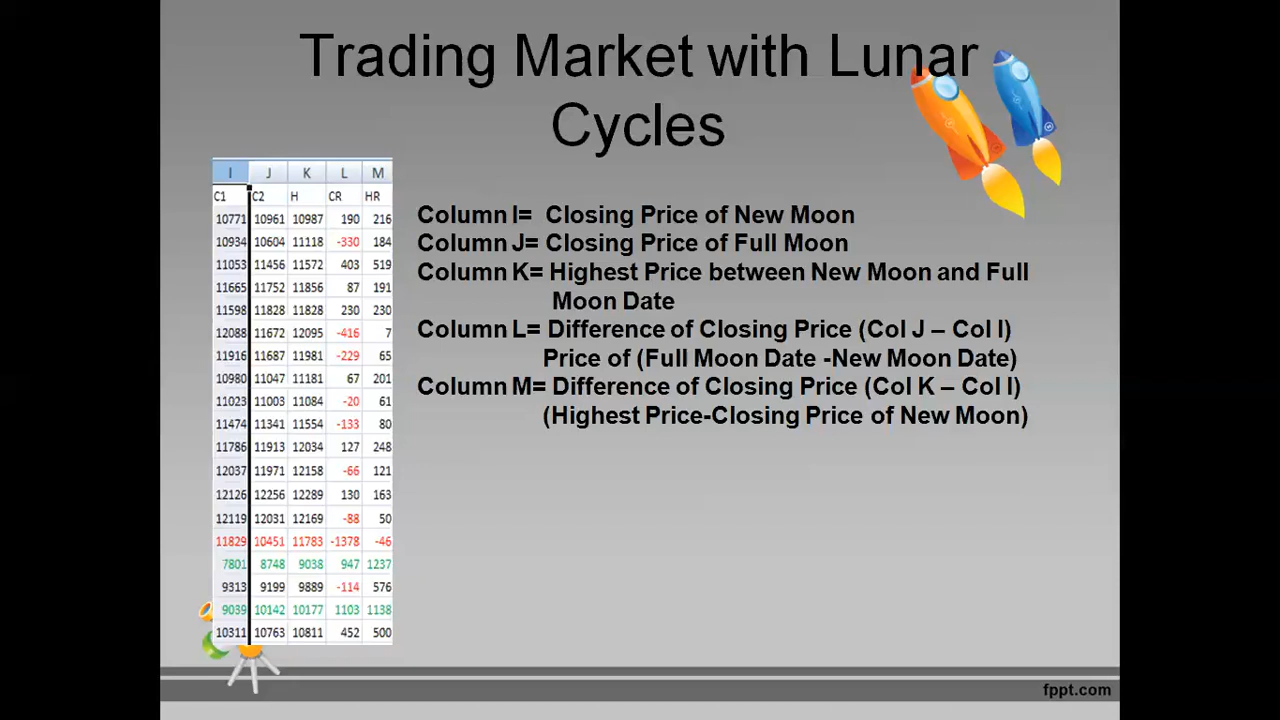 Trading Market with Lunar
Cycles
I J K L M
C1 C2 H CR HR
10771 10961 10987 190 216
10934 10604 11118 -330 184
11053 11456 11572 403 519
11665 11752 11856 87 191
11598 11828 11828 230 230
12088 11672 12095 -416 7
11916 11687 11981 -229 65
10980 11047 11181 67 201
11023 11003 11084 -20 61
11474 11341 11554 -133 80
11786 11913 12034 127 248
12037 11971 12158 -66 121
12126 12256 12289 130 163
12119 12031 12169 -88 50
11829 10451 11783 -1378 -46
7801 8748 9038 947 1237
9313 9199 9889 -114 576
9039 10142 10177 1103 1138
10311 10763 10811 452 500
Column I= Closing Price of New Moon
Column J= Closing Price of Full Moon
Column K= Highest Price between New Moon and Full
Moon Date
Column L= Difference of Closing Price (Col J – Col I)
Price of (Full Moon Date -New Moon Date)
Column M= Difference of Closing Price (Col K – Col I)
(Highest Price-Closing Price of New Moon)
fppt.com